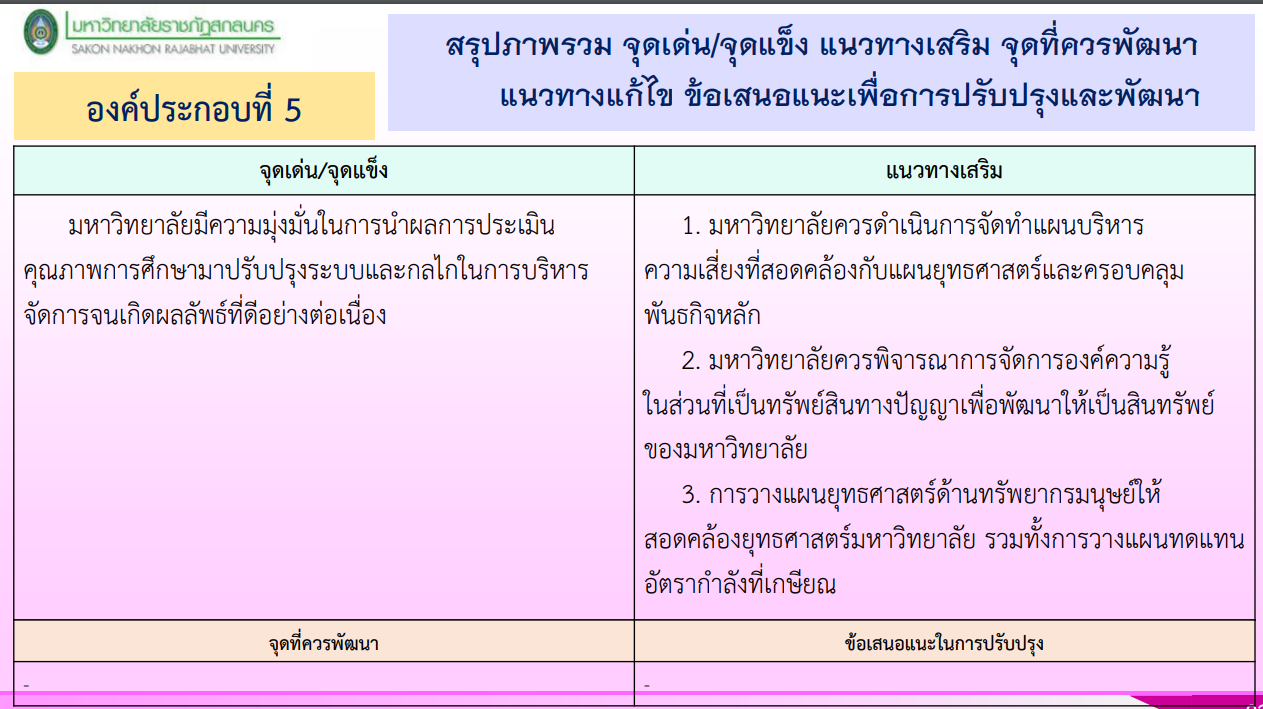 มหาวิทยาลัยราชภัฏสกลนคร
SAKON NAKHON RAJABHAT UNIVERSITY
สรุปภาพรวม จุดเด่น/จุดแข็ง แนวทางเสริม จุดที่ควรพัฒนา
แนวทางแก้ไข ข้อเสนอแนะเพื่อการปรับปรุงและพัฒนา
องค์ประกอบที่ 5
จุดเด่น/จุดแข็ง
แนวทางเสริม
มหาวิทยาลัยมีความมุ่งมั่นในการนำผลการประเมิน
คุณภาพการศึกษามาปรับปรุงระบบและกลไกในการบริหาร
จัดการจนเกิดผลลัพธ์ที่ดีอย่างต่อเนื่อง
1. มหาวิทยาลัยควรดำเนินการจัดทำแผนบริหาร
ความเสี่ยงที่สอดคล้องกับแผนยุทธศาสตร์และครอบคลุม
พันธกิจหลัก
2. มหาวิทยาลัยควรพิจารณาการจัดการองค์ความรู้
ในส่วนที่เป็นทรัพย์สินทางปัญญาเพื่อพัฒนาให้เป็นสินทรัพย์
ของมหาวิทยาลัย
3. การวางแผนยุทธศาสตร์ด้านทรัพยากรมนุษย์ให้
สอดคล้องยุทธศาสตร์มหาวิทยาลัย รวมทั้งการวางแผนทดแทน
อัตรากำลังที่เกษียณ
จุดที่ควรพัฒนา
ข้อเสนอแนะในการปรับปรุง
-
-